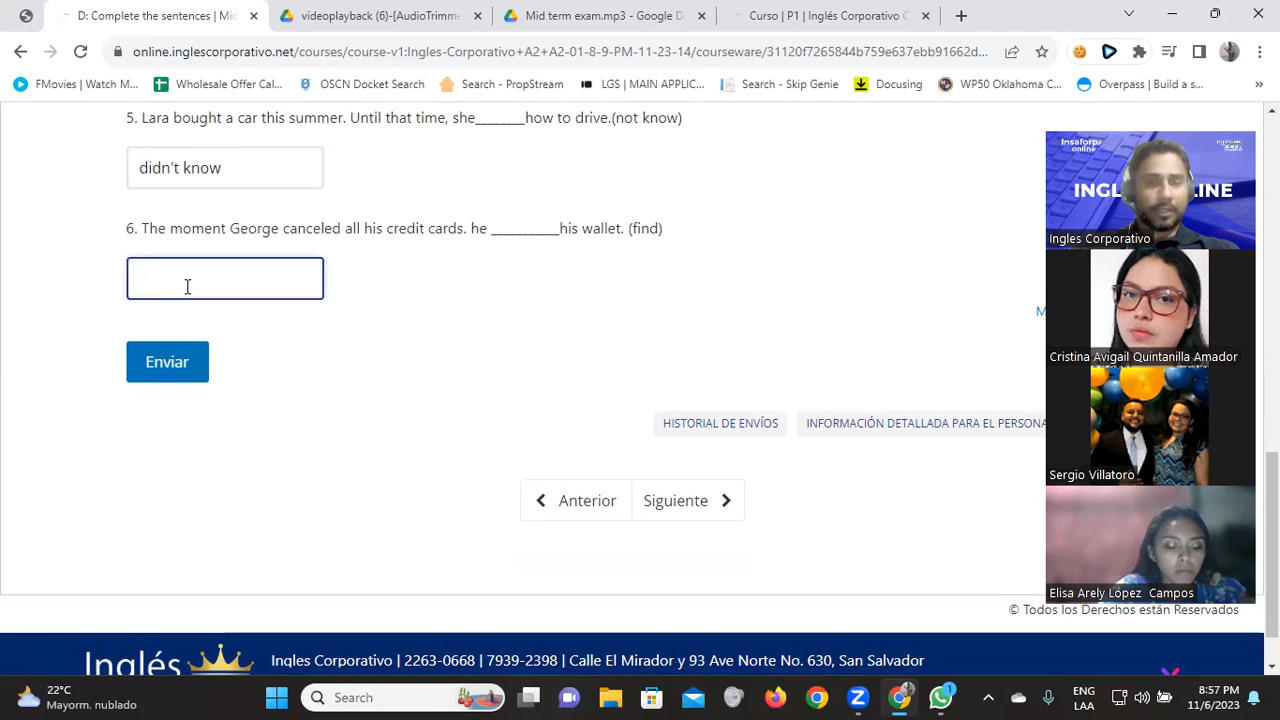 D: Complete the sentences | Mic
videoplayback (6)-[AudioTrimme
Mid term exam.mp3 - Google D
Curso | P1 | Inglés Corporativo C
online.inglescorporativo.net/courses/course-v1:Ingles-Corporativo+A2+A2-01-8-9-PM-11-23-14/courseware/31120f7265844b759e637ebb91662d...
FMovies | Watch M...
Wholesale Offer Cal...
OSCN Docket Search
Search - PropStream
LGS | MAIN APPLIC...
Search - Skip Genie
Docusing
WP50 Oklahoma C...
Overpass | Build a s...
5. Lara bought a car this summer. Until that time, she________how to drive.(not know)
didn't know
6. The moment George canceled all his credit cards. he ___________his wallet. (find)
Enviar
HISTORIAL DE ENVÍOS
INFORMACIÓN DETALLADA PARA EL PERSONA
Anterior
Siguiente
INGL
LINE
Ingles Corporativo
Cristina Avigail Quintanilla Amador
Sergio Villatoro
Elisa Arely López Campos
© Todos los Derechos están Reservados
Inglés
Ingles Corporativo | 2263-0668 | 7939-2398 | Calle El Mirador y 93 Ave Norte No. 630, San Salvador
22°C
Mayorm. nublado
Search
1
ENG
LAA
8:57 PM
11/6/2023